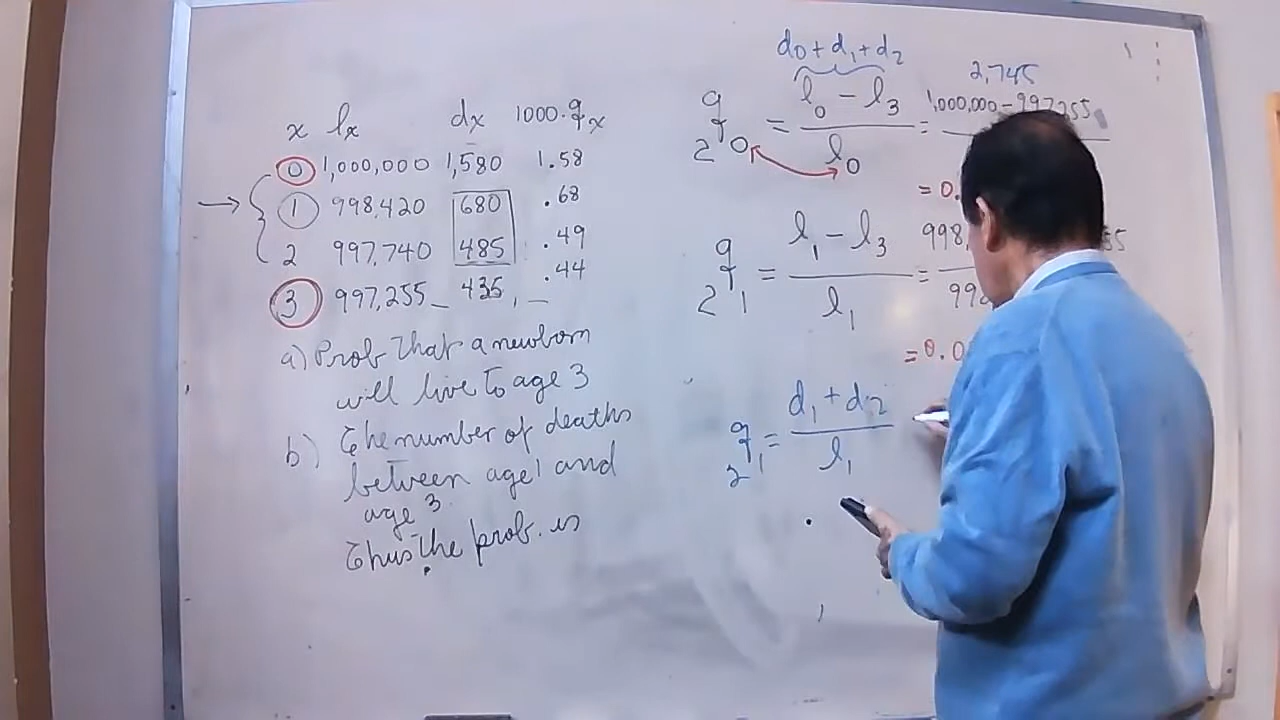 x lx dx 1000·qx
0 1,000,000 1,580 1.58
1 998,420 680 .68
2 997,740 485 .49
3 997,255 435 .44
a) Prob that a newborn
will live to age 3
b) The number of deaths
between age 1 and
age 3.
Thus the prob. is
d0 + d1 + d2
2,745
2q0 = l0 - l3 / l0 = 1,000,000 - 997,255
= 0.
2q1 = l1 - l3 / l1 =
= 0.0
2q1 = d1 + d2 / l1